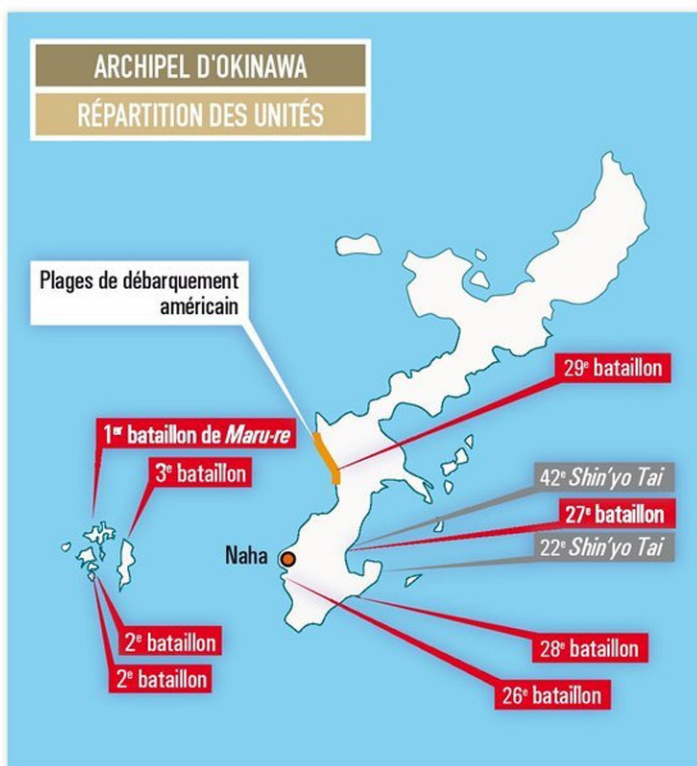 ARCHIPEL D'OKINAWA
RÉPARTITION DES UNITÉS
Plages de débarquement
américain
29e bataillon
1er bataillon de Maru-re
3e bataillon
42e Shin'yo Tai
27e bataillon
22e Shin'yo Tai
Naha
2e bataillon
2e bataillon
28e bataillon
26e bataillon